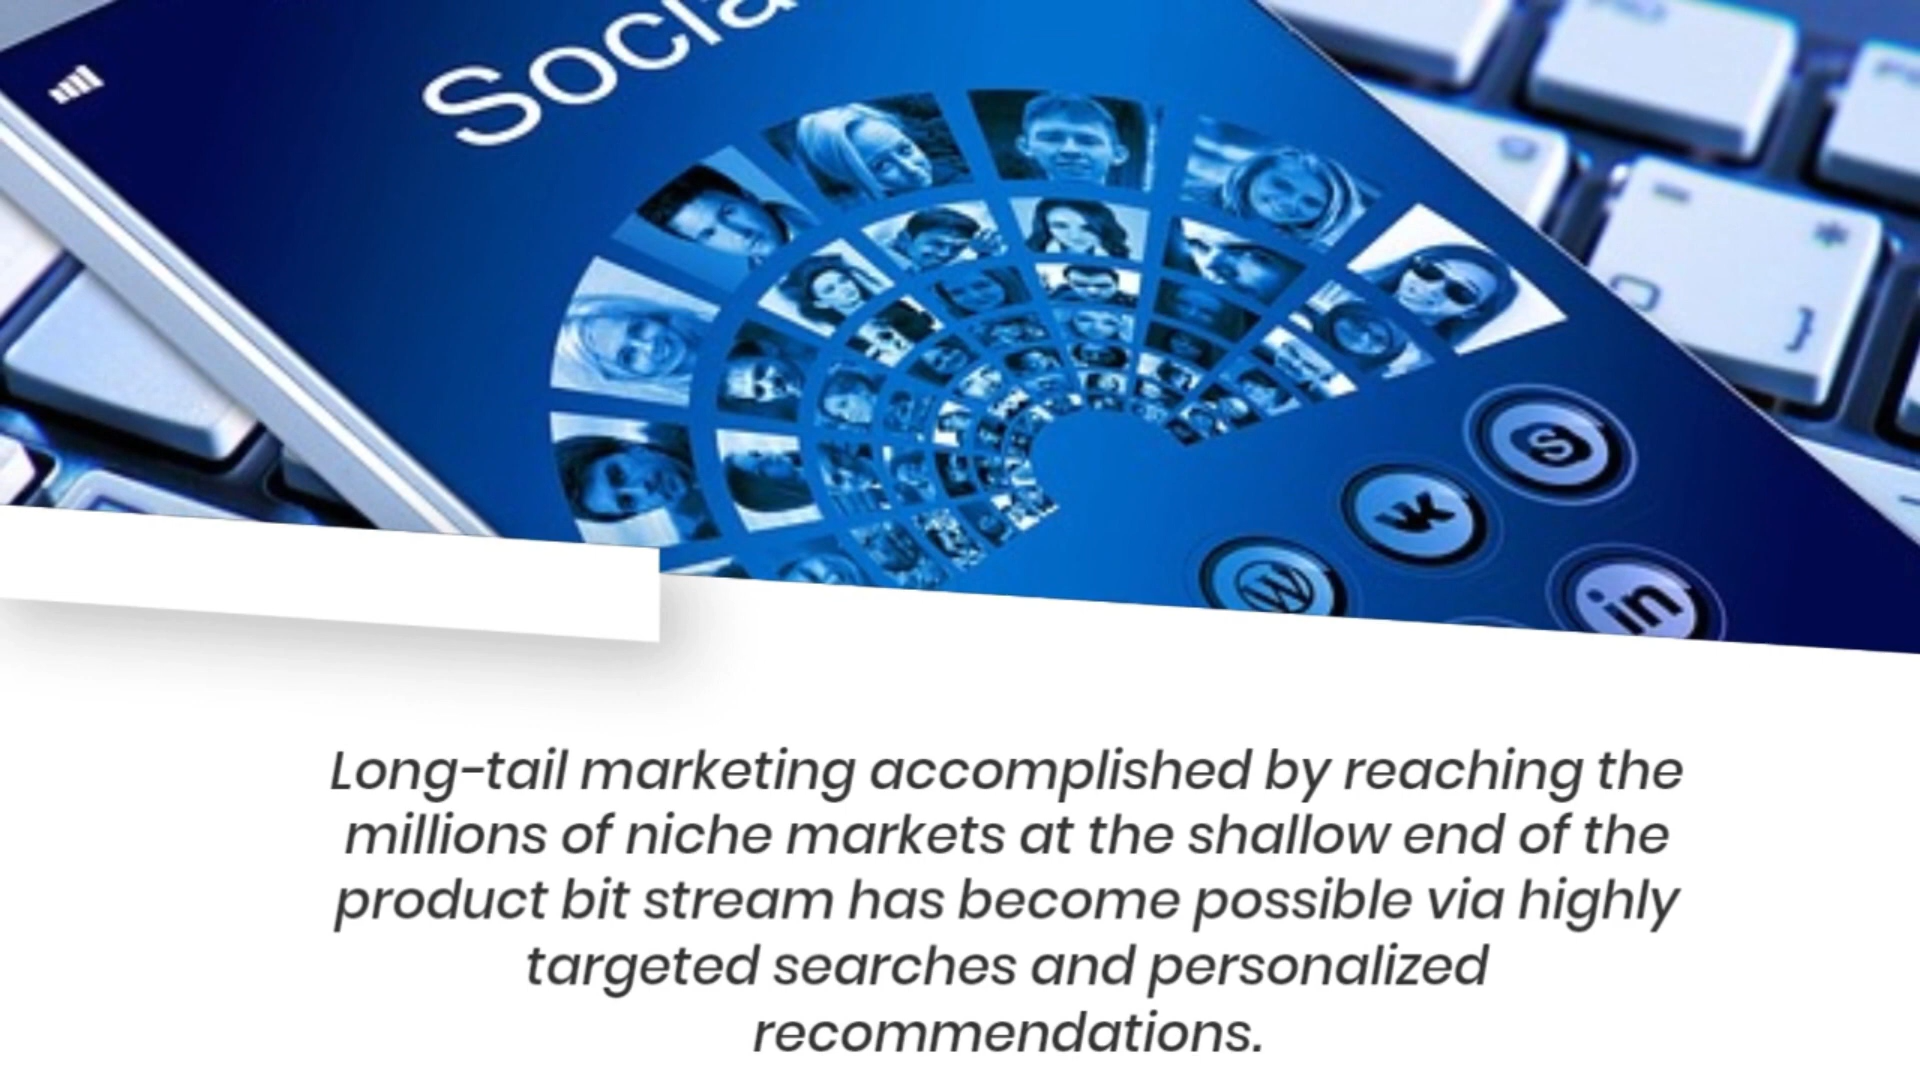 Socia
S
W
in
Long-tail marketing accomplished by reaching the
millions of niche markets at the shallow end of the
product bit stream has become possible via highly
targeted searches and personalized
recommendations.